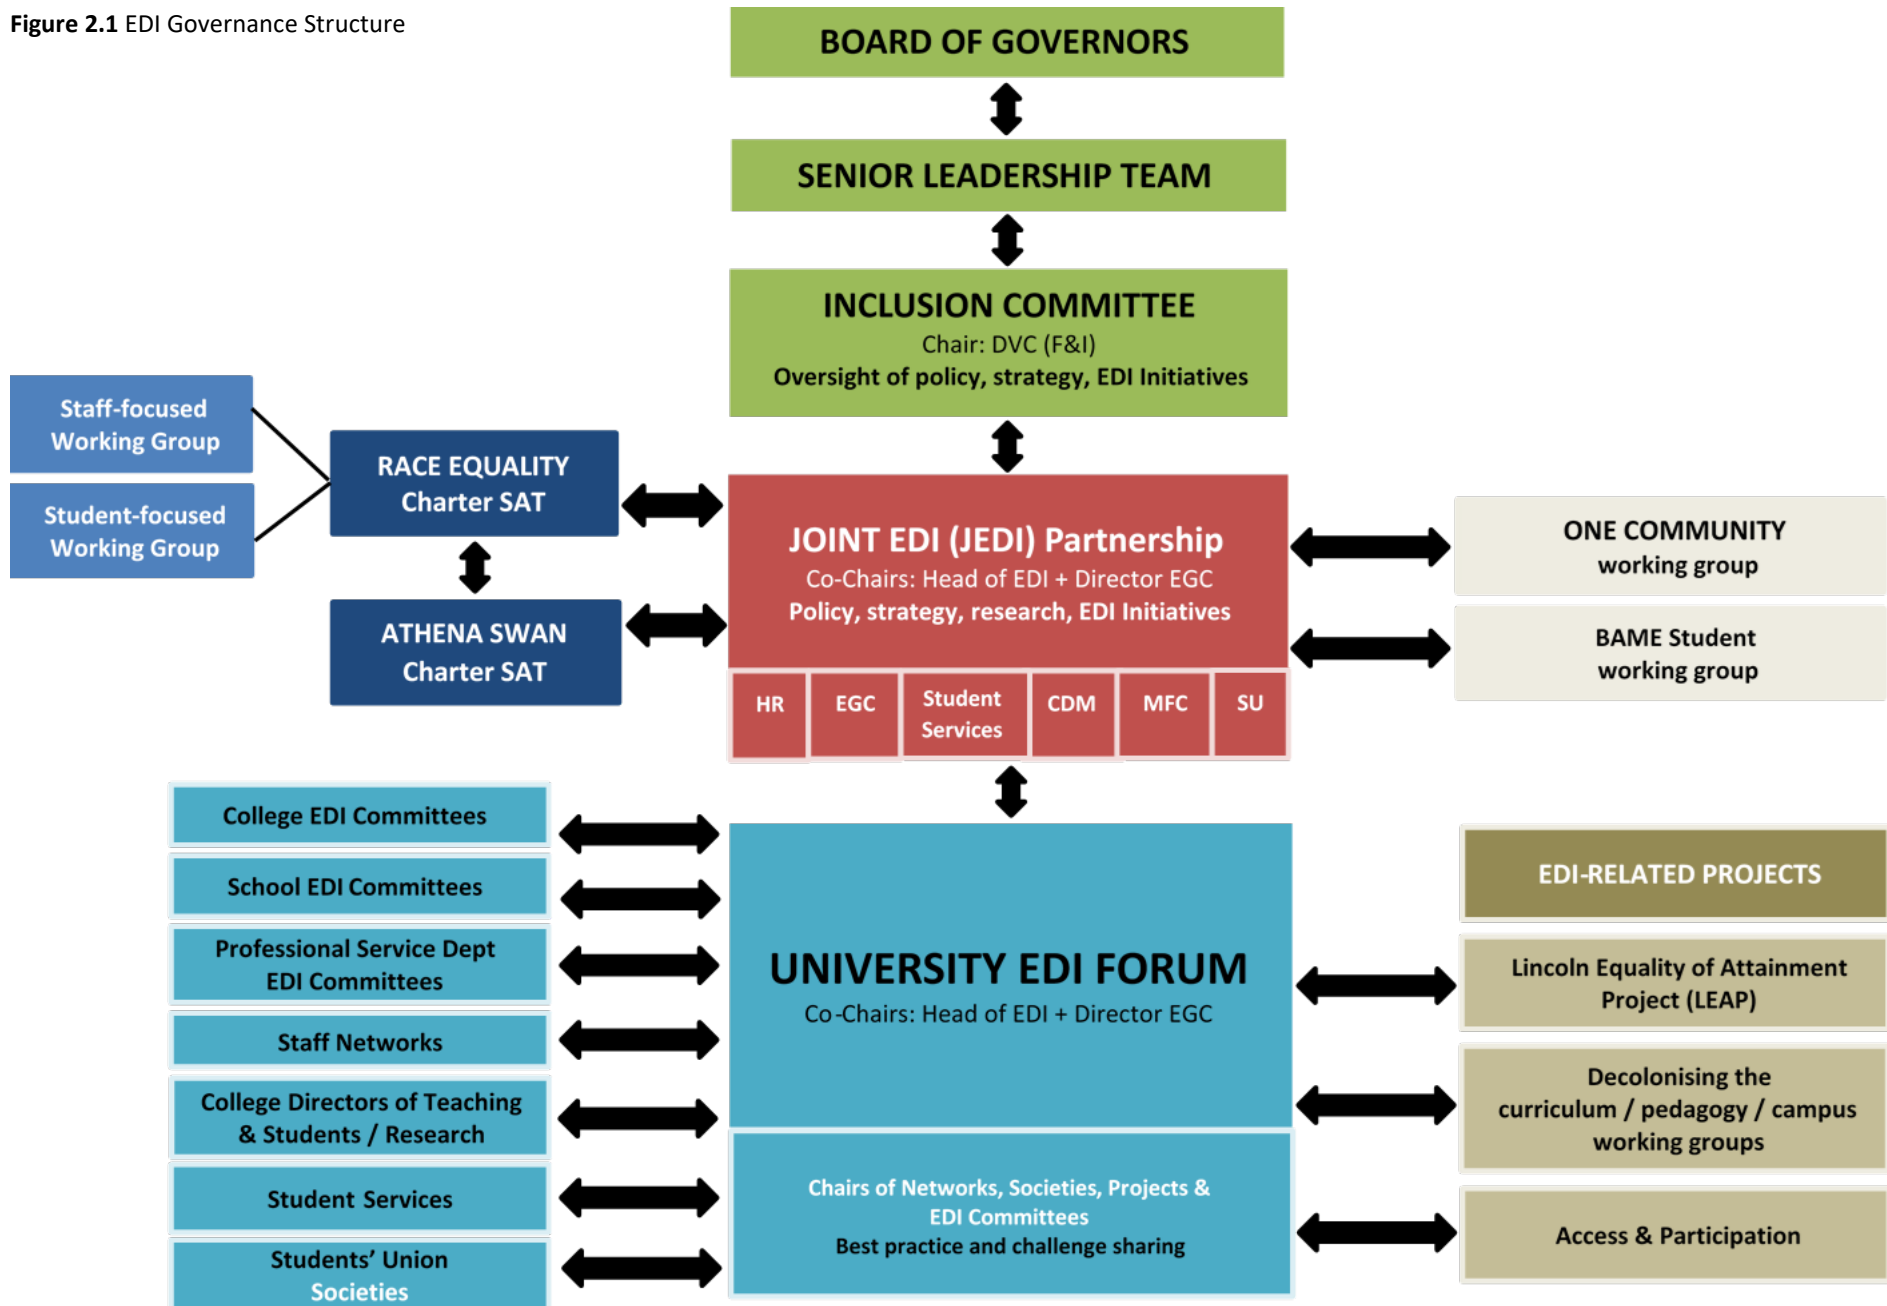 Figure 2.1 EDI Governance Structure
BOARD OF GOVERNORS
SENIOR LEADERSHIP TEAM
INCLUSION COMMITTEE
Chair: DVC (F&I)
Oversight of policy, strategy, EDI Initiatives
Staff-focused
Working Group
Student-focused
Working Group
RACE EQUALITY
Charter SAT
ATHENA SWAN
Charter SAT
JOINT EDI (JEDI) Partnership
Co-Chairs: Head of EDI + Director EGC
Policy, strategy, research, EDI Initiatives
HR
EGC
Student
Services
CDM
MFC
SU
ONE COMMUNITY
working group
BAME Student
working group
College EDI Committees
School EDI Committees
Professional Service Dept
EDI Committees
Staff Networks
College Directors of Teaching
& Students / Research
Student Services
Students’ Union
Societies
UNIVERSITY EDI FORUM
Co-Chairs: Head of EDI + Director EGC
Chairs of Networks, Societies, Projects &
EDI Committees
Best practice and challenge sharing
EDI-RELATED PROJECTS
Lincoln Equality of Attainment
Project (LEAP)
Decolonising the
curriculum / pedagogy / campus
working groups
Access & Participation